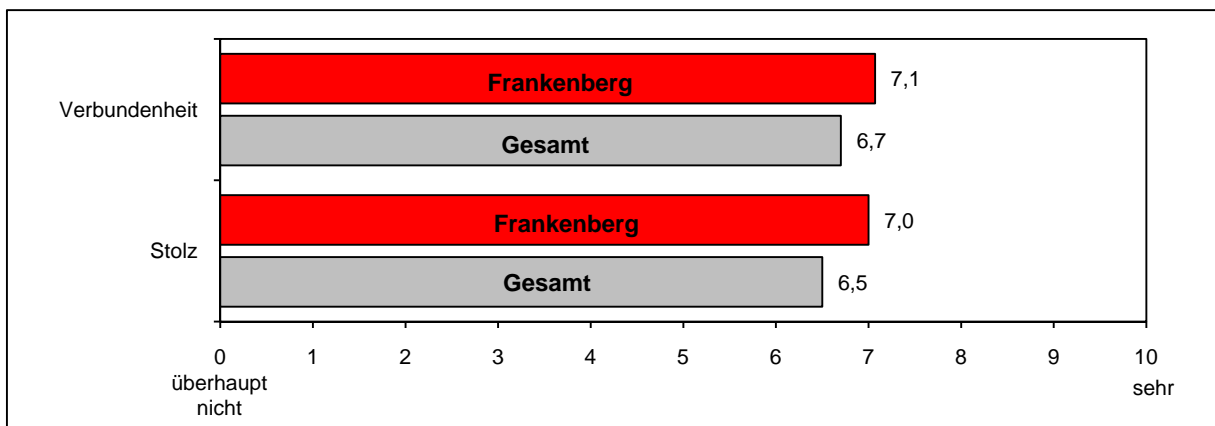 Verbundenheit
Frankenberg
7,1
Gesamt
6,7
Stolz
Frankenberg
7,0
Gesamt
6,5
0 1 2 3 4 5 6 7 8 9 10
überhaupt
nicht
sehr